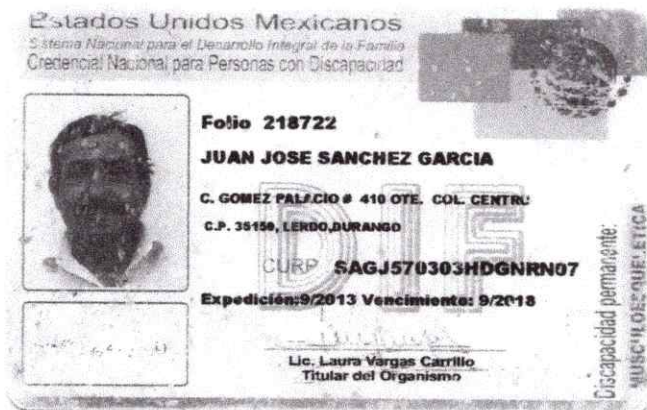 Estados Unidos Mexicanos
Sistema Nacional para el Desarrollo Integral de la Familia
Credencial Nacional para Personas con Discapacidad
Folio 218722
JUAN JOSE SANCHEZ GARCIA
C. GOMEZ PALACIO # 410 OTE. COL. CENTRO
C.P. 35150, LERDO,DURANGO
DIF
CURP SAGJ570303HDGNRN07
Expedición:9/2013 Vencimiento: 9/2018
Lic. Laura Vargas Carrillo
Titular del Organismo
Discapacidad permanente:
MUSCULOESQUELETICA